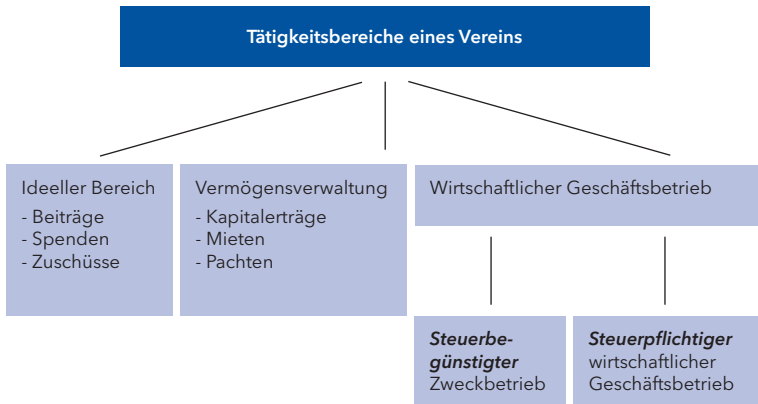 Tätigkeitsbereiche eines Vereins
Ideeller Bereich
- Beiträge
- Spenden
- Zuschüsse
Vermögensverwaltung
- Kapitalerträge
- Mieten
- Pachten
Wirtschaftlicher Geschäftsbetrieb
Steuerbe-
günstigter
Zweckbetrieb
Steuerpflichtiger
wirtschaftlicher
Geschäftsbetrieb